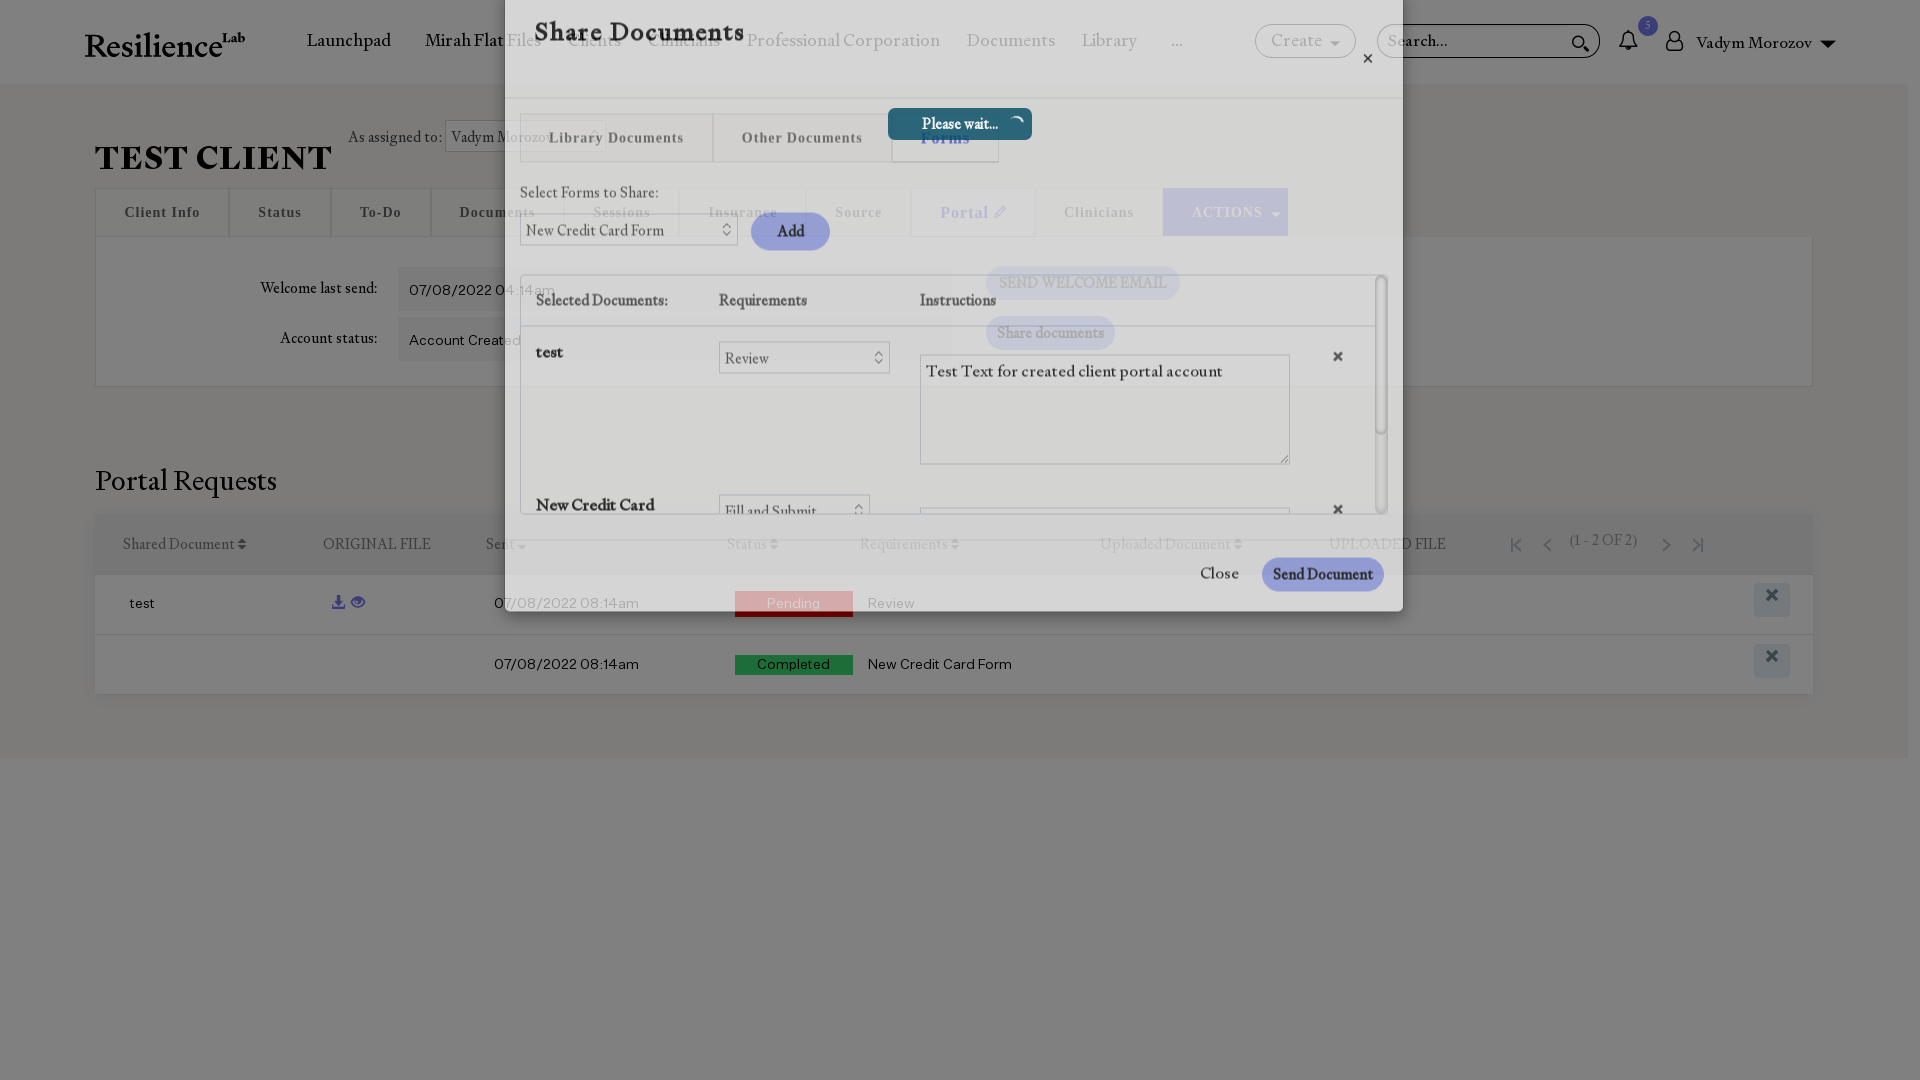 Resilience Lab
Launchpad
Mirah Flat Files
Clients
Clinicians
Professional Corporation
Documents
Library
...
Create
Search...
5
Vadym Morozov
Share Documents
×
Please wait...
TEST CLIENT
As assigned to:
Vadym Morozov
Library Documents
Other Documents
Forms
Select Forms to Share:
New Credit Card Form
Add
Client Info
Status
To-Do
Documents
Sessions
Insurance
Source
Portal
Clinicians
ACTIONS
Welcome last send:
07/08/2022 04:14am
SEND WELCOME EMAIL
Account status:
Account Created
Share documents
Selected Documents:
Requirements
Instructions
test
Review
Test Text for created client portal account
New Credit Card
Fill and Submit
Close
Send Document
Portal Requests
Shared Document
ORIGINAL FILE
Sent
Status
Requirements
Uploaded Document
UPLOADED FILE
(1 - 2 OF 2)
test
07/08/2022 08:14am
Pending
Review
07/08/2022 08:14am
Completed
New Credit Card Form